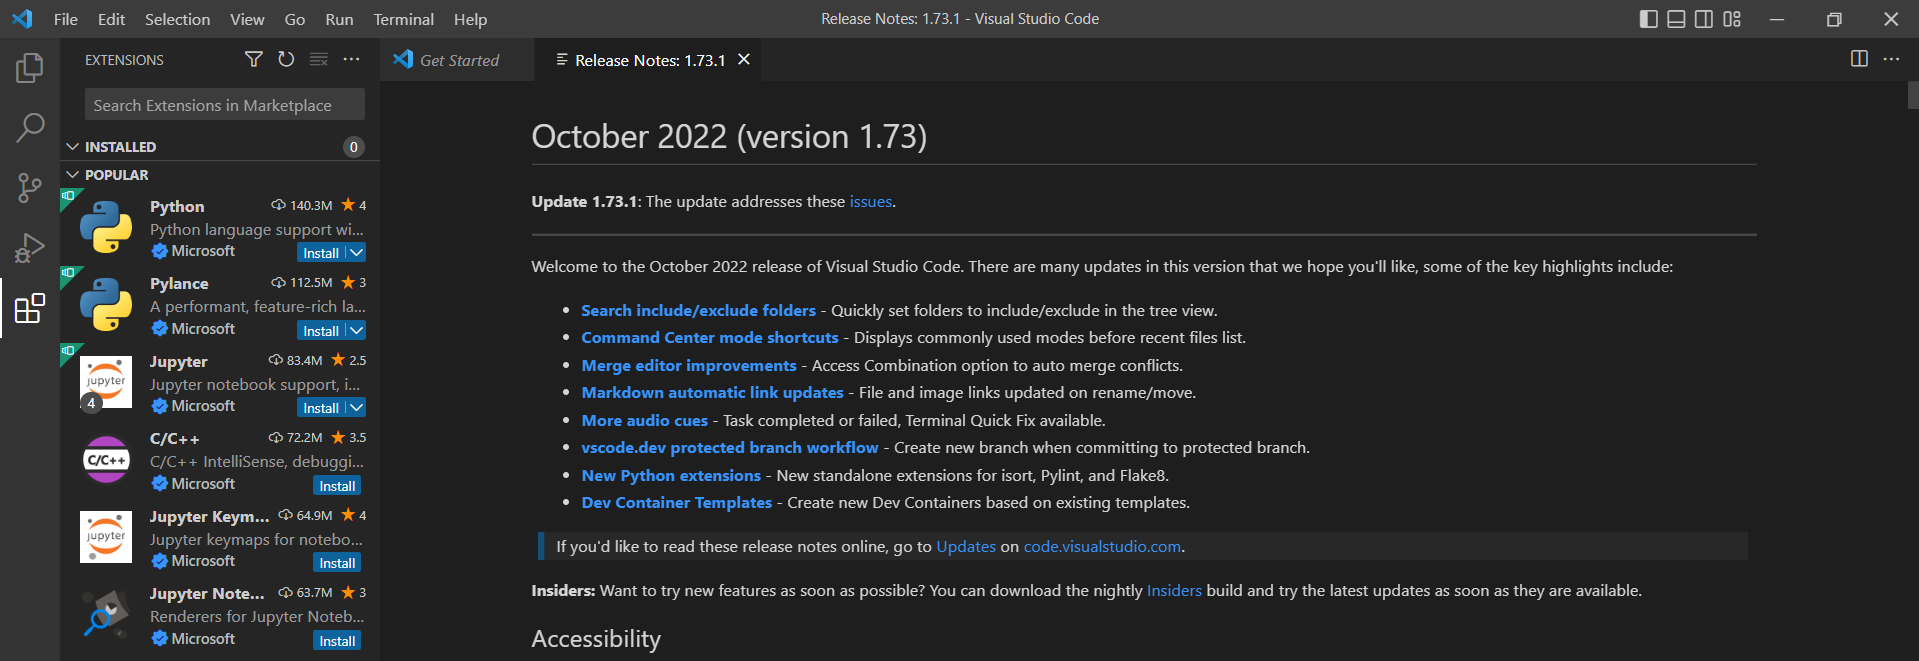 File Edit Selection View Go Run Terminal Help
Release Notes: 1.73.1 - Visual Studio Code
EXTENSIONS
Search Extensions in Marketplace
INSTALLED 0
POPULAR
Python 140.3M 4
Python language support wi...
Microsoft Install
Pylance 112.5M 3
A performant, feature-rich la...
Microsoft Install
Jupyter 83.4M 2.5
Jupyter notebook support, i...
Microsoft Install
jupyter
4
C/C++ 72.2M 3.5
C/C++ IntelliSense, debuggi...
Microsoft Install
C/C++
Jupyter Keym... 64.9M 4
Jupyter keymaps for notebo...
Microsoft Install
jupyter
Jupyter Note... 63.7M 3
Renderers for Jupyter Noteb...
Microsoft Install
Get Started
Release Notes: 1.73.1
October 2022 (version 1.73)
Update 1.73.1: The update addresses these issues.
Welcome to the October 2022 release of Visual Studio Code. There are many updates in this version that we hope you'll like, some of the key highlights include:
• Search include/exclude folders - Quickly set folders to include/exclude in the tree view.
• Command Center mode shortcuts - Displays commonly used modes before recent files list.
• Merge editor improvements - Access Combination option to auto merge conflicts.
• Markdown automatic link updates - File and image links updated on rename/move.
• More audio cues - Task completed or failed, Terminal Quick Fix available.
• vscode.dev protected branch workflow - Create new branch when committing to protected branch.
• New Python extensions - New standalone extensions for isort, Pylint, and Flake8.
• Dev Container Templates - Create new Dev Containers based on existing templates.
If you'd like to read these release notes online, go to Updates on code.visualstudio.com.
Insiders: Want to try new features as soon as possible? You can download the nightly Insiders build and try the latest updates as soon as they are available.
Accessibility